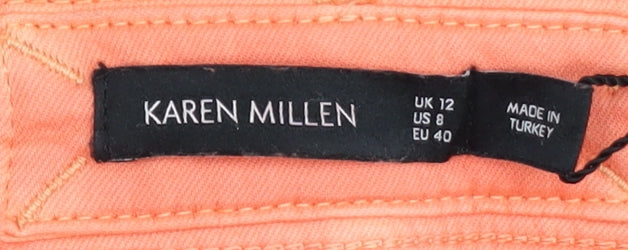 KAREN MILLEN
UK 12
US 8
EU 40
MADE IN
TURKEY